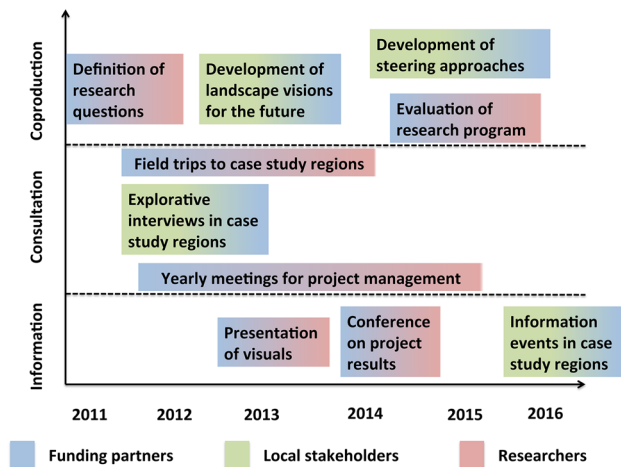 Coproduction
Definition of
research
questions
Development of
landscape visions
for the future
Development of
steering approaches
Evaluation of
research program
Consultation
Field trips to case study regions
Explorative
interviews in case
study regions
Yearly meetings for project management
Information
Presentation
of visuals
Conference
on project
results
Information
events in case
study regions
2011 2012 2013 2014 2015 2016
Funding partners Local stakeholders Researchers